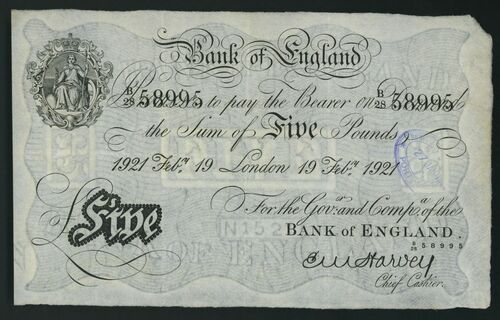 Bank of England
B/28 58995 to pay the Bearer on B/28 58995
the Sum of Five Pounds
1921 Feby. 19 London 19 Feby. 1921
For the Govr. and Compa. of the
BANK OF ENGLAND.
B/28 58995
£Five
E M Harvey
Chief Cashier.